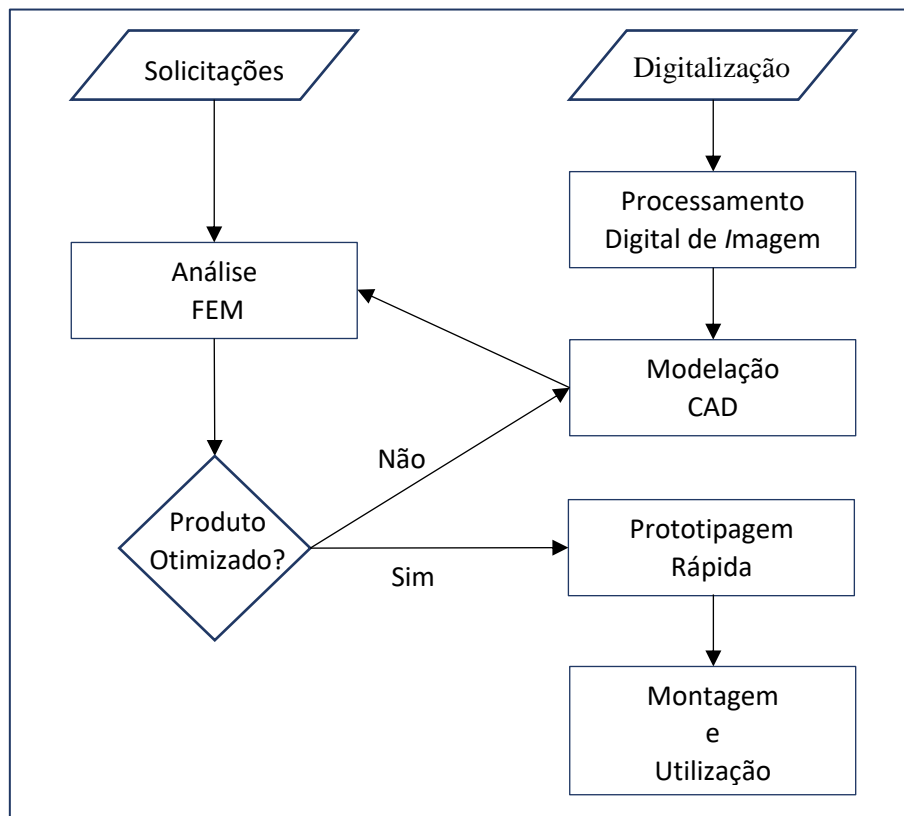 Solicitações
Digitalização
Processamento
Digital de Imagem
Análise
FEM
Modelação
CAD
Não
Produto
Otimizado?
Sim
Prototipagem
Rápida
Montagem
e
Utilização